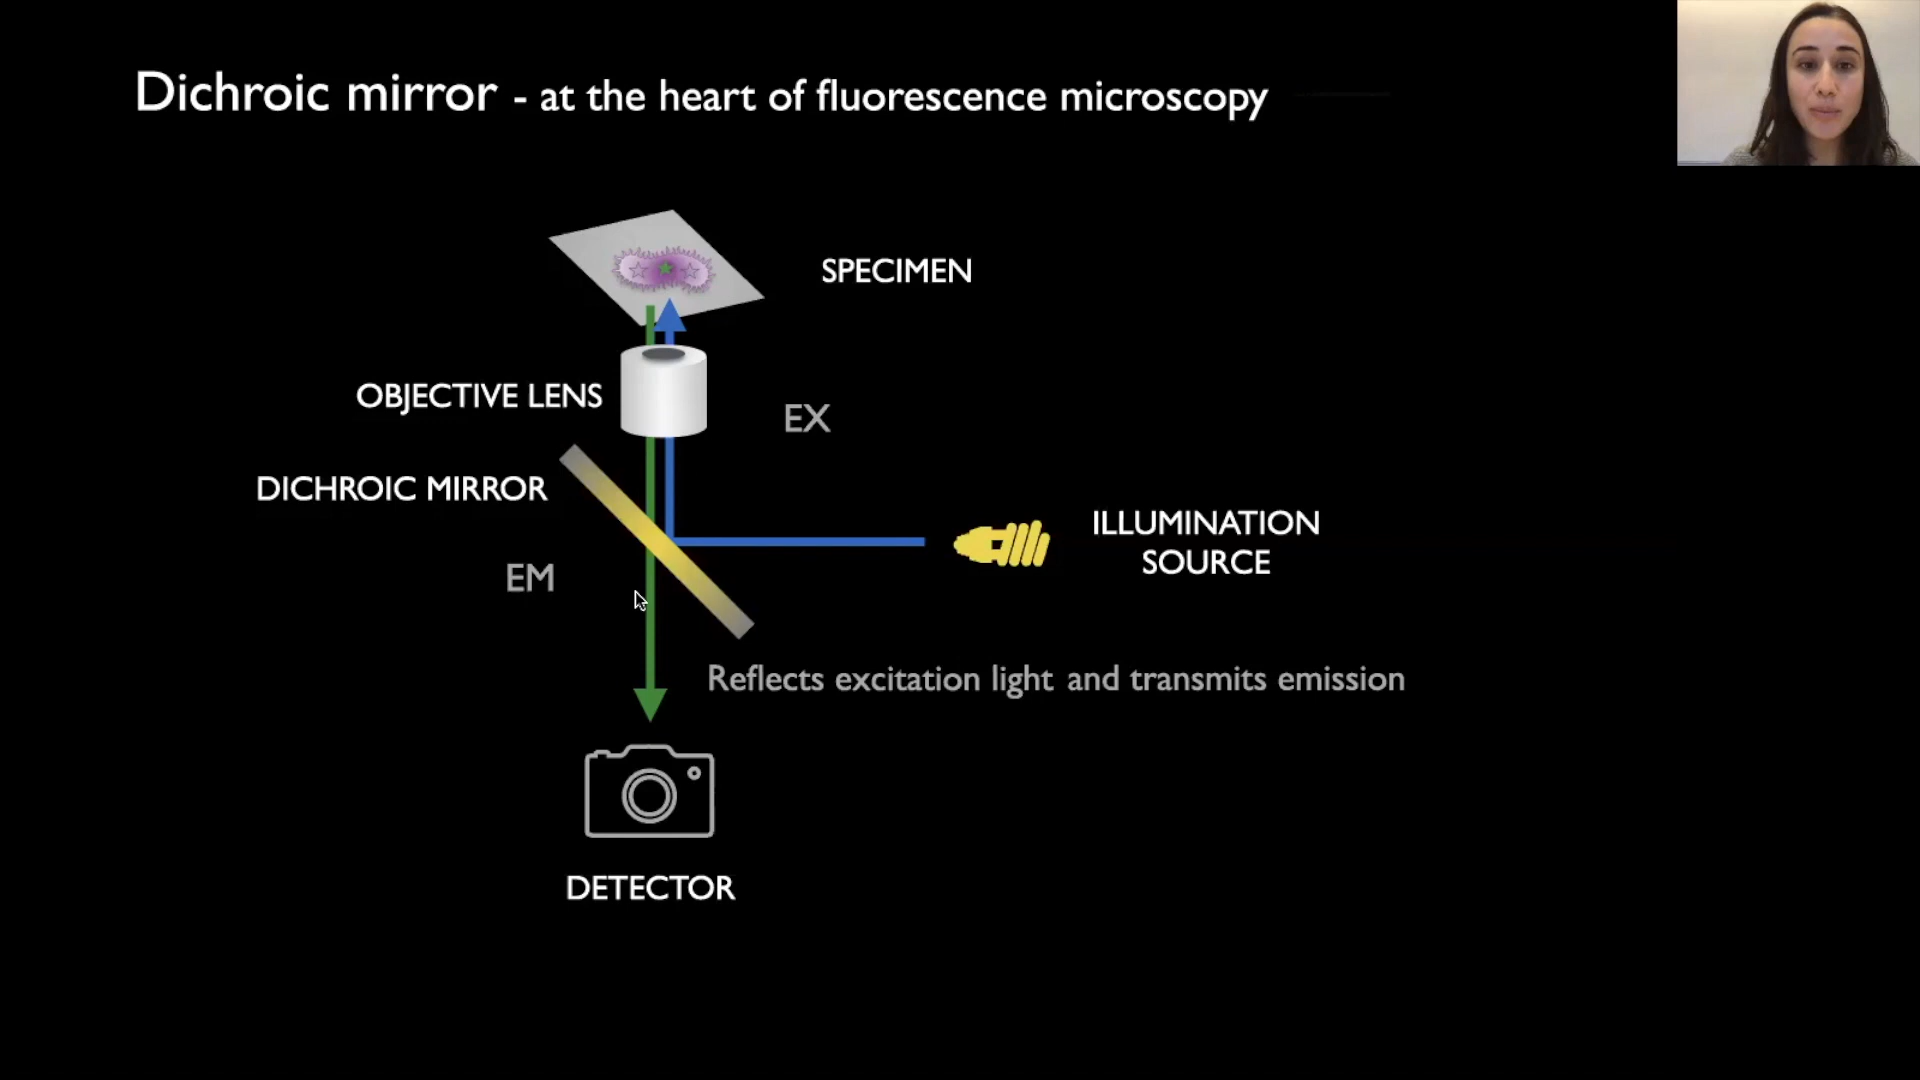 Dichroic mirror - at the heart of fluorescence microscopy
SPECIMEN
OBJECTIVE LENS
EX
DICHROIC MIRROR
ILLUMINATION
SOURCE
EM
Reflects excitation light and transmits emission
DETECTOR